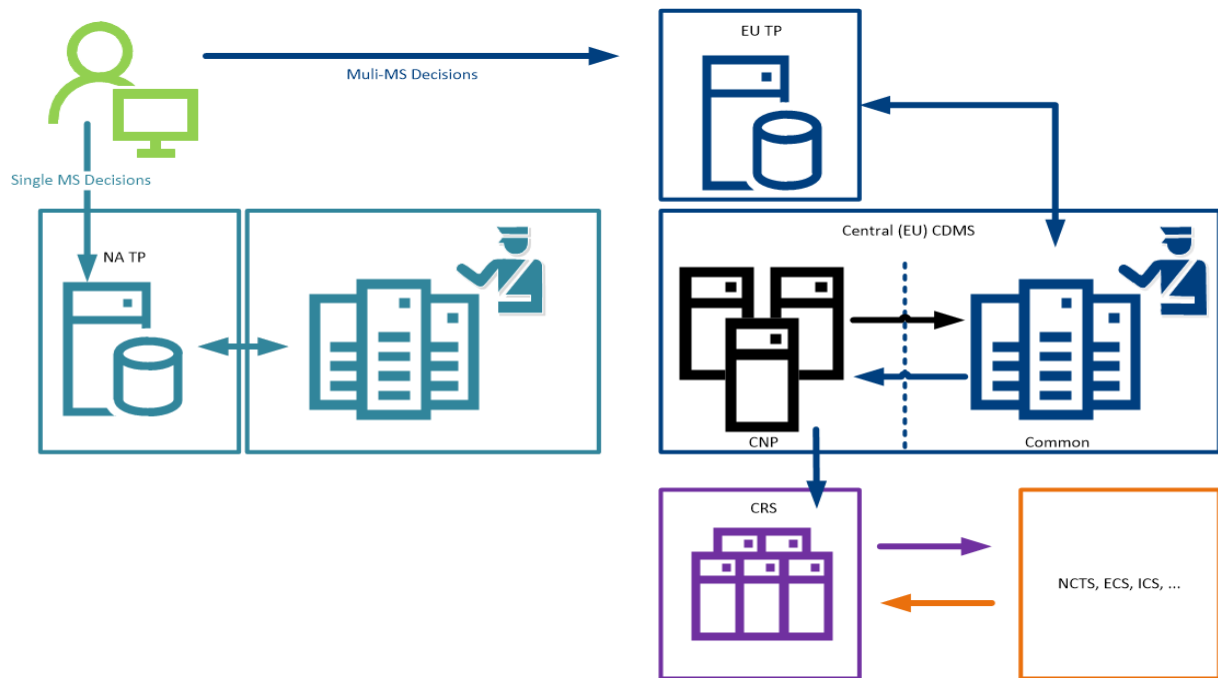 EU TP
Muli-MS Decisions
Single MS Decisions
NA TP
Central (EU) CDMS
CNP
Common
CRS
NCTS, ECS, ICS, ...